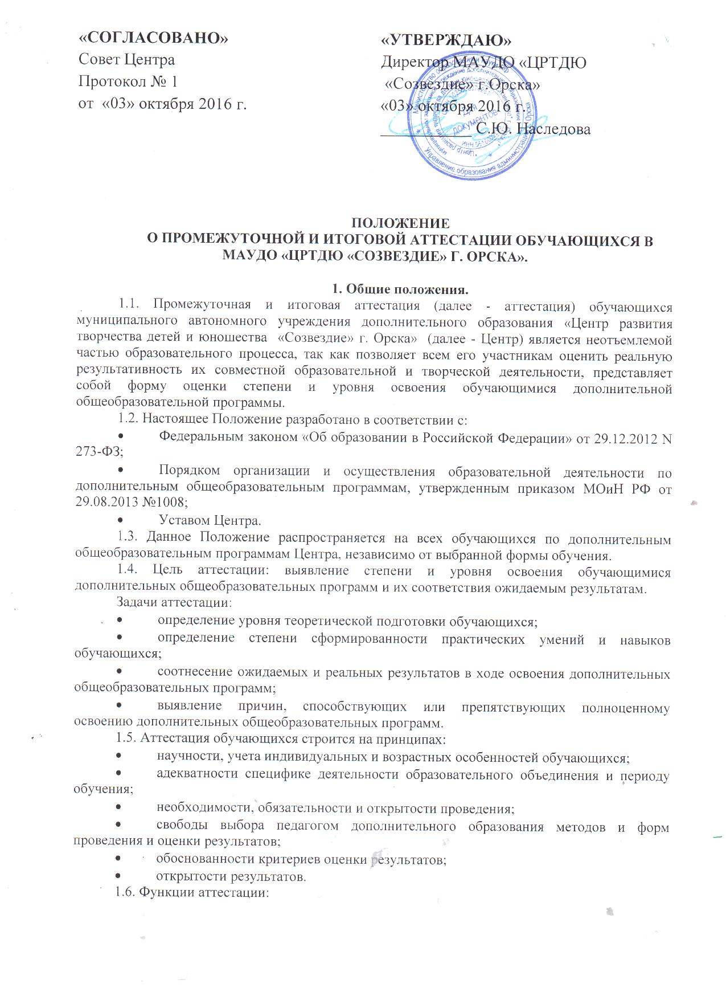 «СОГЛАСОВАНО»
Совет Центра
Протокол № 1
от «03» октября 2016 г.
«УТВЕРЖДАЮ»
Директор МАУДО «ЦРТДЮ
«Созвездие» г.Орска»
«03» октября 2016 г.
___________ С.Ю. Наследова
Министерство образования и науки РФ
Управление образования администрации г. Орска
Для
документов
ПОЛОЖЕНИЕ
О ПРОМЕЖУТОЧНОЙ И ИТОГОВОЙ АТТЕСТАЦИИ ОБУЧАЮЩИХСЯ В
МАУДО «ЦРТДЮ «СОЗВЕЗДИЕ» Г. ОРСКА».
1. Общие положения.
1.1. Промежуточная и итоговая аттестация (далее - аттестация) обучающихся
муниципального автономного учреждения дополнительного образования «Центр развития
творчества детей и юношества «Созвездие» г. Орска» (далее - Центр) является неотъемлемой
частью образовательного процесса, так как позволяет всем его участникам оценить реальную
результативность их совместной образовательной и творческой деятельности, представляет
собой форму оценки степени и уровня освоения обучающимися дополнительной
общеобразовательной программы.
1.2. Настоящее Положение разработано в соответствии с:
• Федеральным законом «Об образовании в Российской Федерации» от 29.12.2012 N
273-ФЗ;
• Порядком организации и осуществления образовательной деятельности по
дополнительным общеобразовательным программам, утвержденным приказом МОиН РФ от
29.08.2013 №1008;
• Уставом Центра.
1.3. Данное Положение распространяется на всех обучающихся по дополнительным
общеобразовательным программам Центра, независимо от выбранной формы обучения.
1.4. Цель аттестации: выявление степени и уровня освоения обучающимися
дополнительных общеобразовательных программ и их соответствия ожидаемым результатам.
Задачи аттестации:
• определение уровня теоретической подготовки обучающихся;
• определение степени сформированности практических умений и навыков
обучающихся;
• соотнесение ожидаемых и реальных результатов в ходе освоения дополнительных
общеобразовательных программ;
• выявление причин, способствующих или препятствующих полноценному
освоению дополнительных общеобразовательных программ.
1.5. Аттестация обучающихся строится на принципах:
• научности, учета индивидуальных и возрастных особенностей обучающихся;
• адекватности специфике деятельности образовательного объединения и периоду
обучения;
• необходимости, обязательности и открытости проведения;
• свободы выбора педагогом дополнительного образования методов и форм
проведения и оценки результатов;
• обоснованности критериев оценки результатов;
• открытости результатов.
1.6. Функции аттестации: